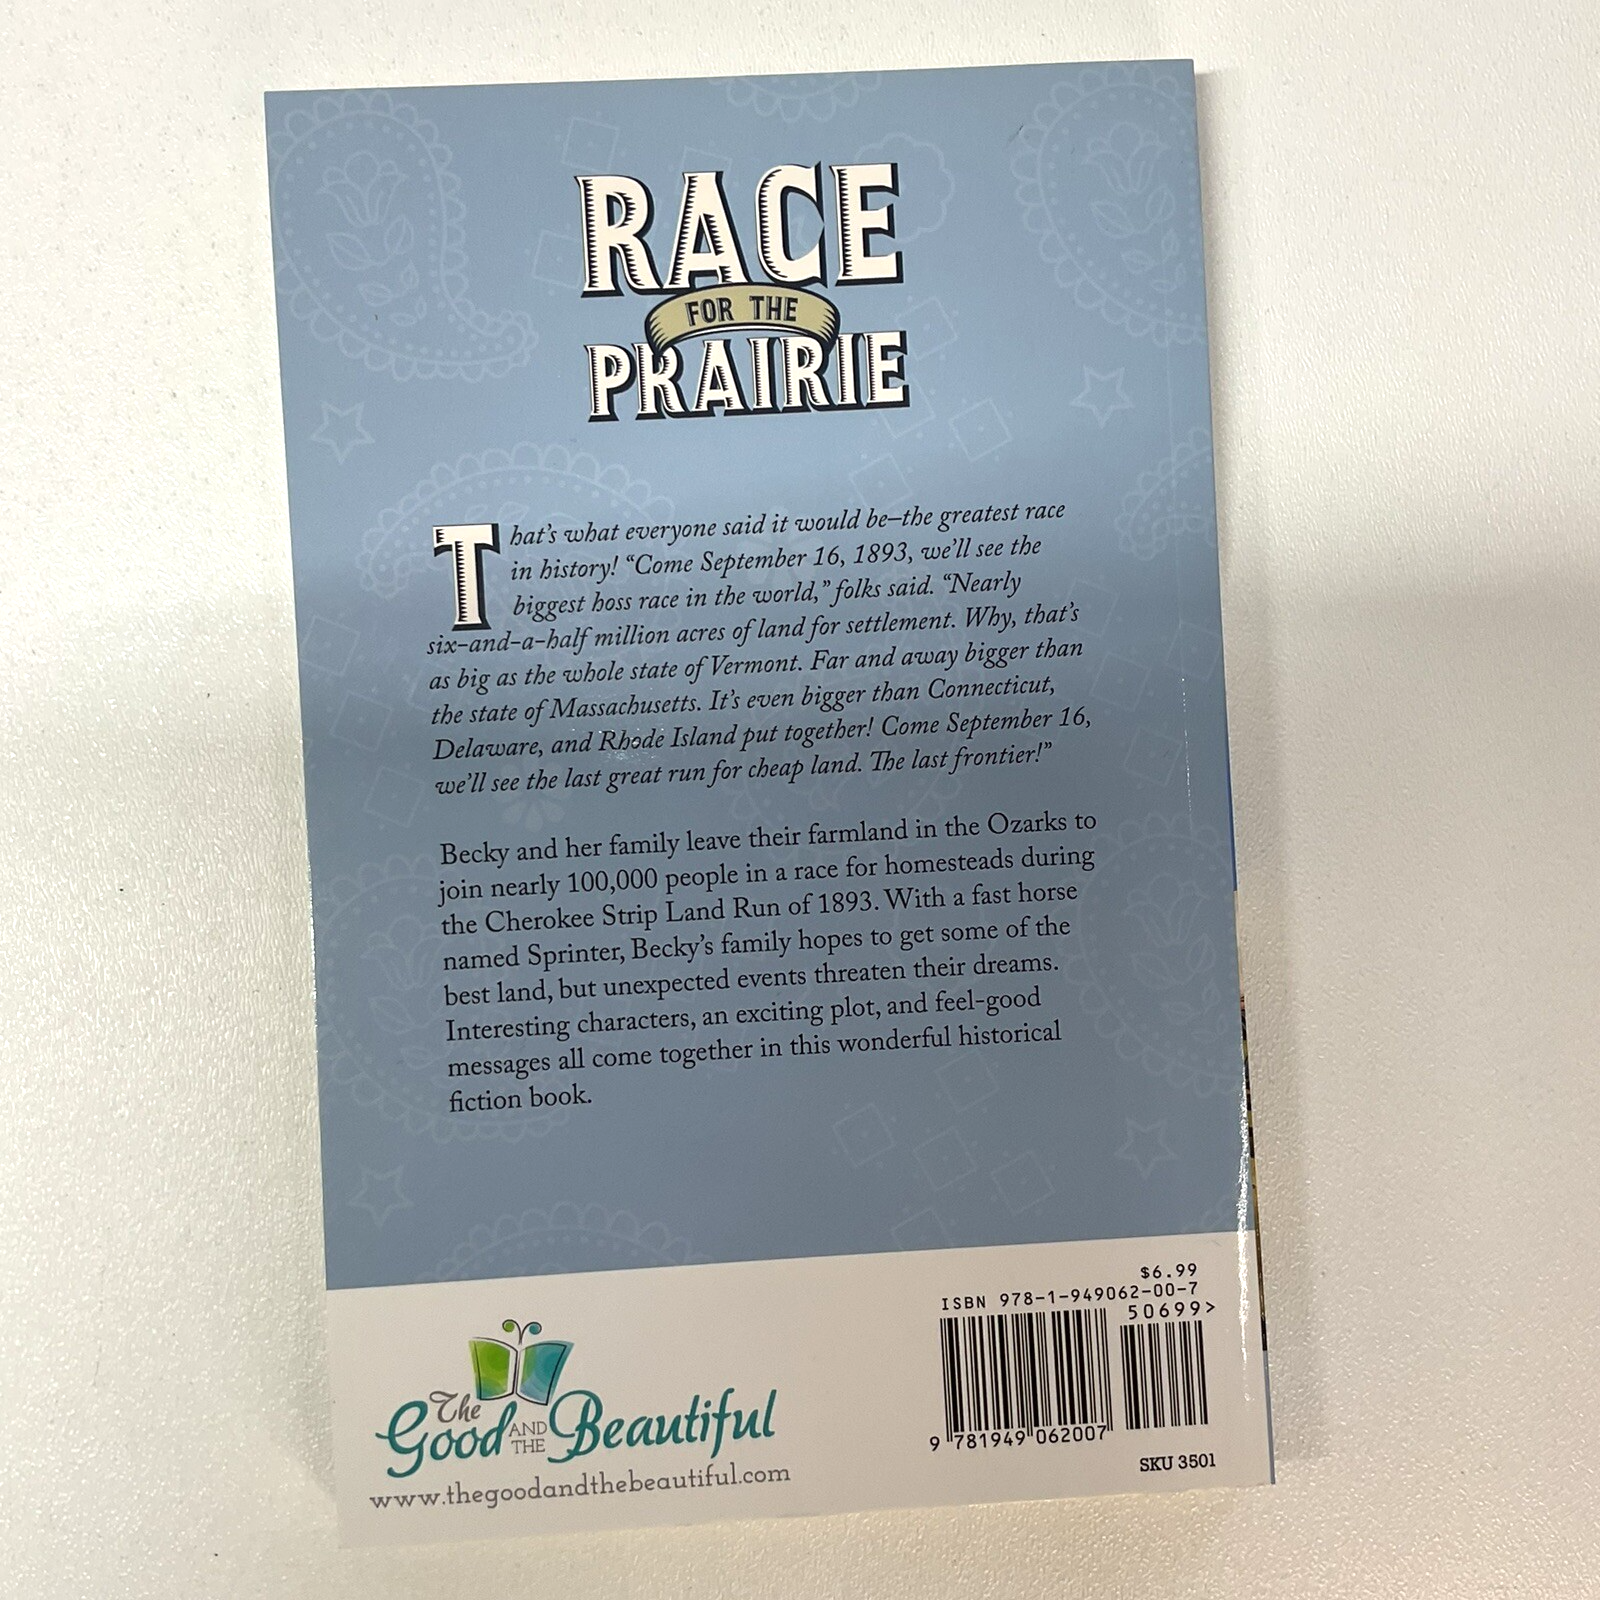 RACE
FOR THE
PRAIRIE
That's what everyone said it would be–the greatest race
in history! “Come September 16, 1893, we'll see the
biggest hoss race in the world,” folks said. “Nearly
six-and-a-half million acres of land for settlement. Why, that's
as big as the whole state of Vermont. Far and away bigger than
the state of Massachusetts. It's even bigger than Connecticut,
Delaware, and Rhode Island put together! Come September 16,
we'll see the last great run for cheap land. The last frontier!”
Becky and her family leave their farmland in the Ozarks to
join nearly 100,000 people in a race for homesteads during
the Cherokee Strip Land Run of 1893. With a fast horse
named Sprinter, Becky's family hopes to get some of the
best land, but unexpected events threaten their dreams.
Interesting characters, an exciting plot, and feel-good
messages all come together in this wonderful historical
fiction book.
The
Good AND THE Beautiful
www.thegoodandthebeautiful.com
$6.99
ISBN 978-1-949062-00-7
50699>
9 781949 062007
SKU 3501